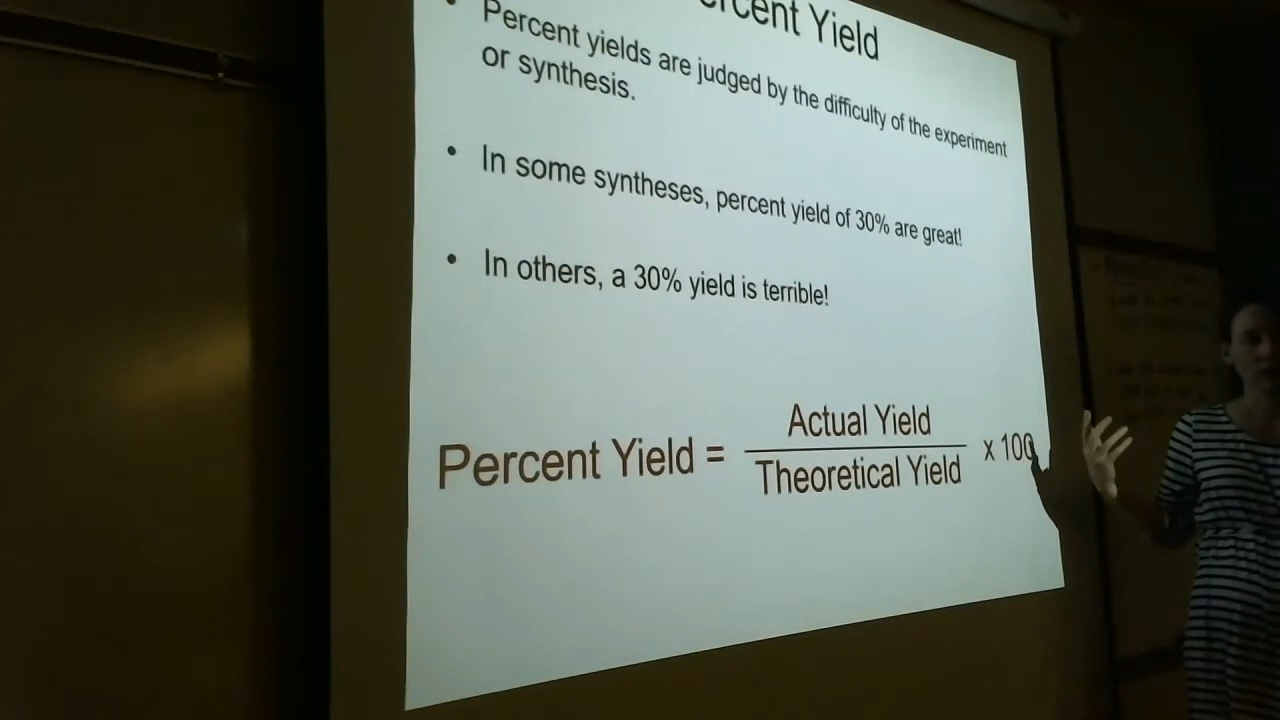 Percent Yield
• Percent yields are judged by the difficulty of the experiment
or synthesis.
• In some syntheses, percent yield of 30% are great!
• In others, a 30% yield is terrible!
Percent Yield = Actual Yield
Theoretical Yield x 100